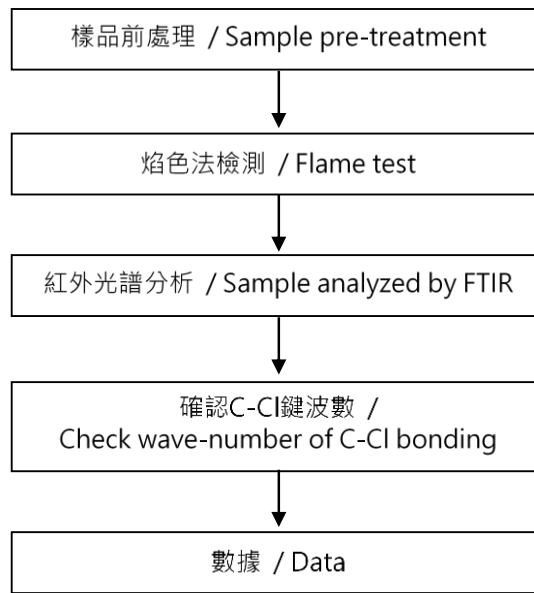 樣品前處理 / Sample pre-treatment
焰色法檢測 / Flame test
紅外光譜分析 / Sample analyzed by FTIR
確認C-Cl鍵波數 /
Check wave-number of C-Cl bonding
數據 / Data